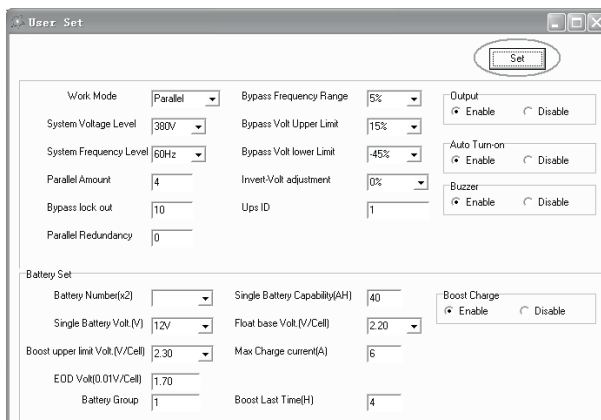 User Set
Set
Work Mode Parallel Bypass Frequency Range 5% Output
Enable Disable
System Voltage Level 380V Bypass Volt Upper Limit 15%
System Frequency Level 60Hz Bypass Volt lower Limit -45% Auto Turn-on
Enable Disable
Parallel Amount 4 Invert-Volt adjustment 0% Buzzer
Enable Disable
Bypass lock out 10 Ups ID 1
Parallel Redundancy 0
Battery Set
Battery Number(x2) Single Battery Capability(AH) 40 Boost Charge
Enable Disable
Single Battery Volt.(V) 12V Float base Volt.(V/Cell) 2.20
Boost upper limit Volt.(V/Cell) 2.30 Max Charge current(A) 6
EOD Volt(0.01V/Cell) 1.70
Battery Group 1 Boost Last Time(H) 4